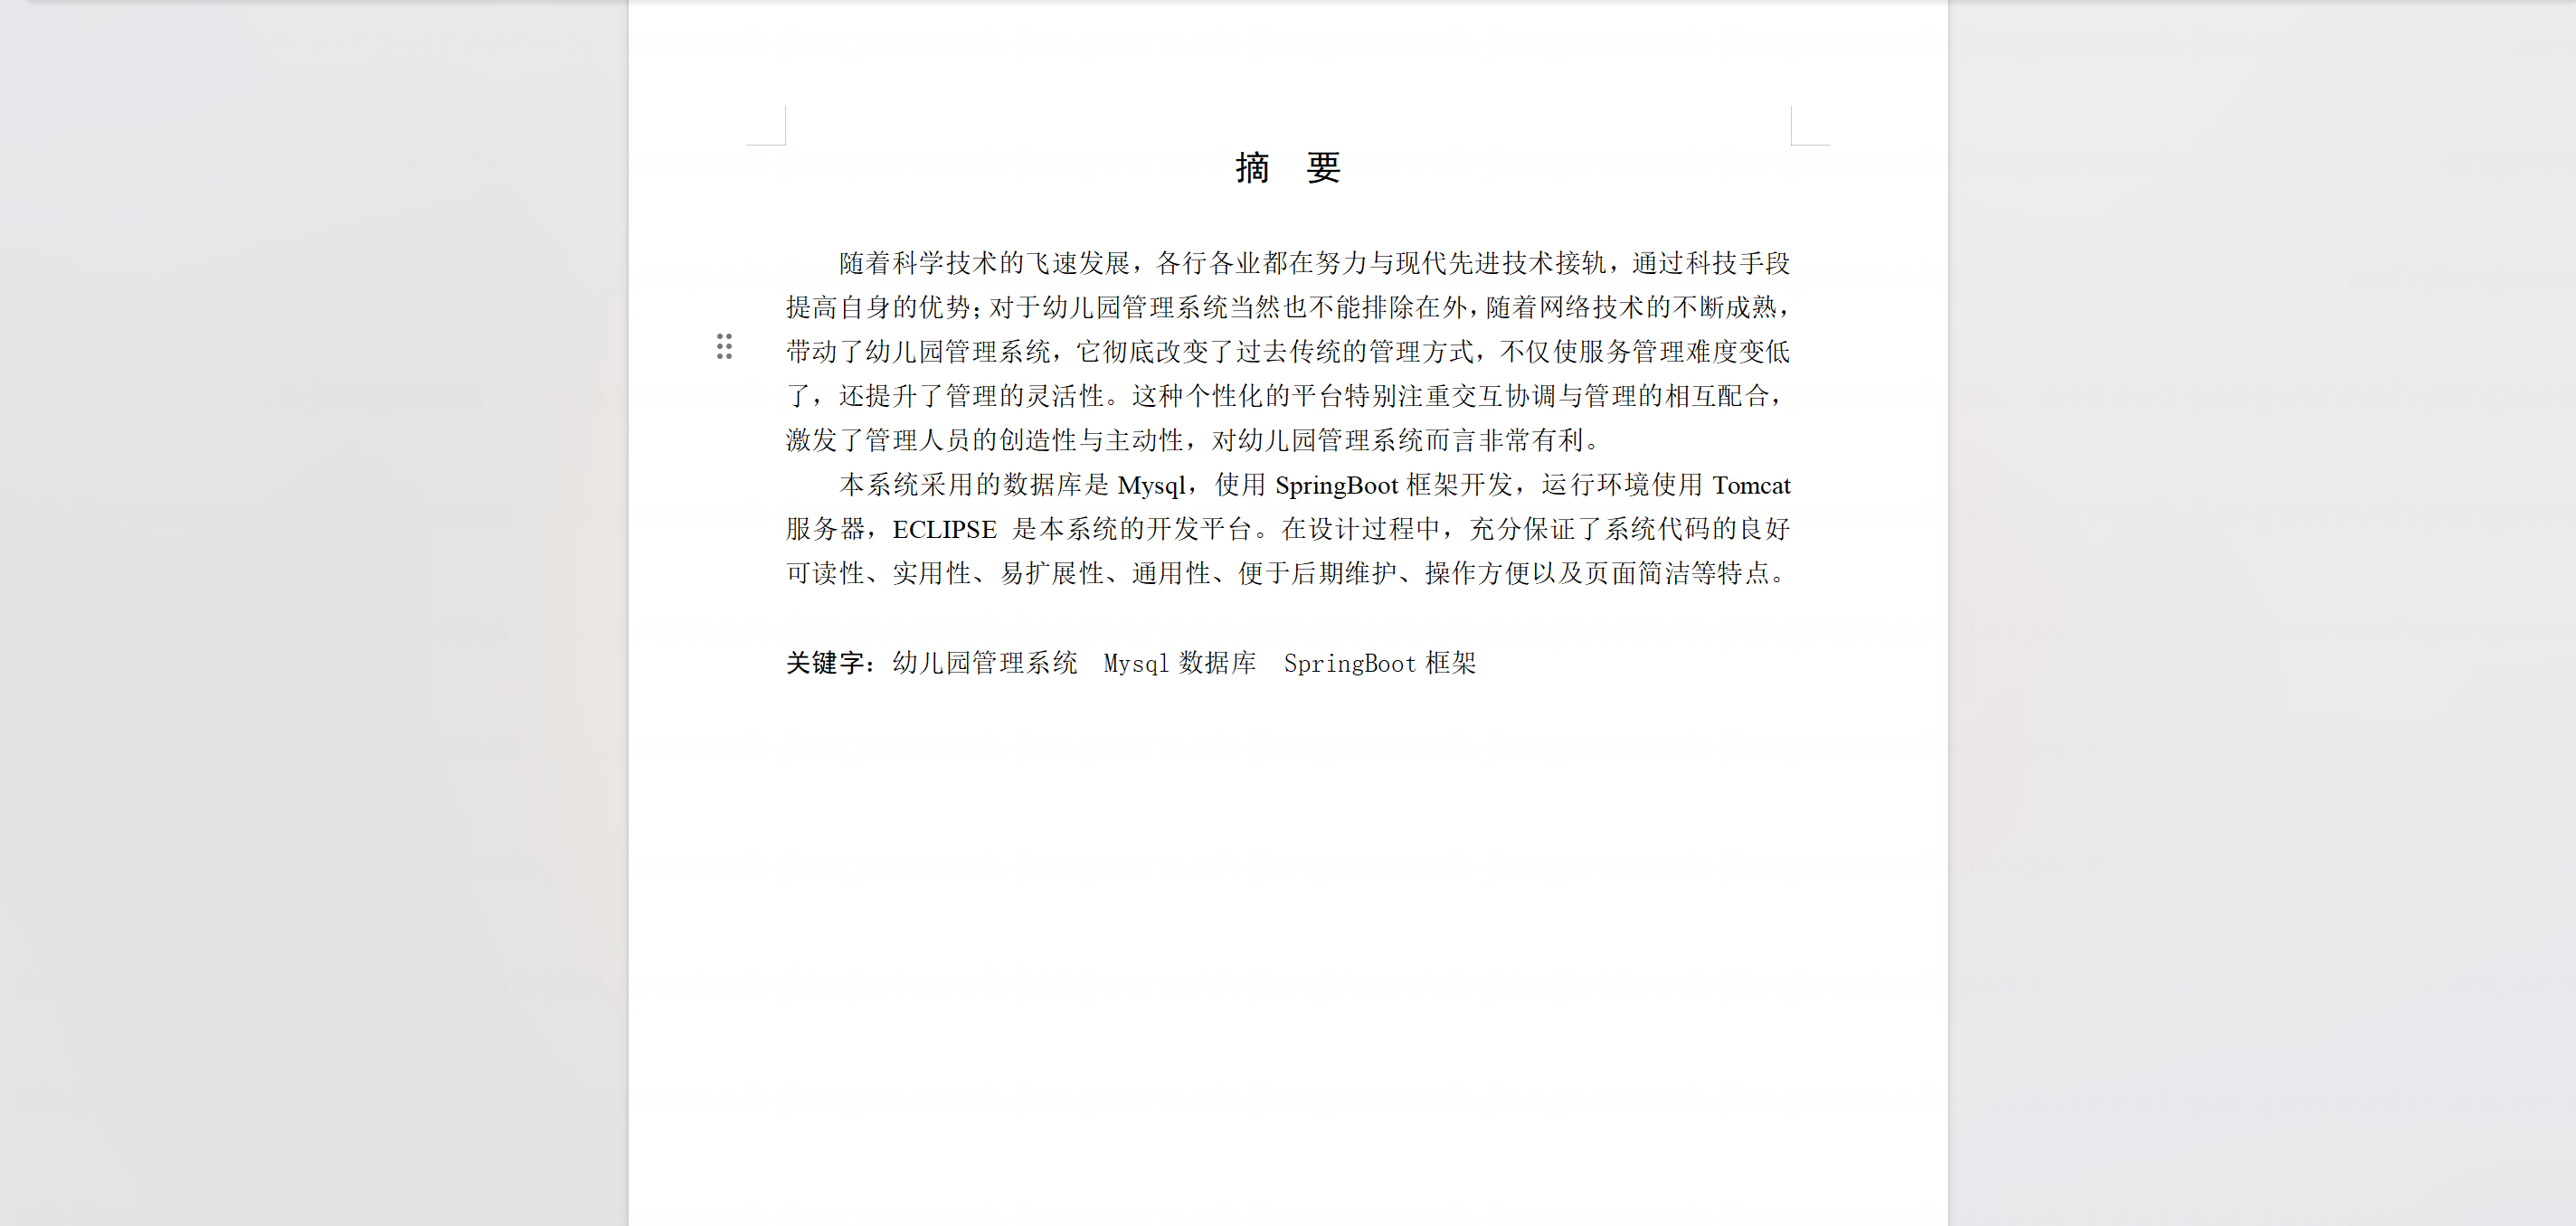 摘 要
随着科学技术的飞速发展，各行各业都在努力与现代先进技术接轨，通过科技手段
提高自身的优势；对于幼儿园管理系统当然也不能排除在外，随着网络技术的不断成熟，
带动了幼儿园管理系统，它彻底改变了过去传统的管理方式，不仅使服务管理难度变低
了，还提升了管理的灵活性。这种个性化的平台特别注重交互协调与管理的相互配合，
激发了管理人员的创造性与主动性，对幼儿园管理系统而言非常有利。
本系统采用的数据库是 Mysql，使用 SpringBoot 框架开发，运行环境使用 Tomcat
服务器，ECLIPSE 是本系统的开发平台。在设计过程中，充分保证了系统代码的良好
可读性、实用性、易扩展性、通用性、便于后期维护、操作方便以及页面简洁等特点。
关键字：幼儿园管理系统 Mysql 数据库 SpringBoot 框架